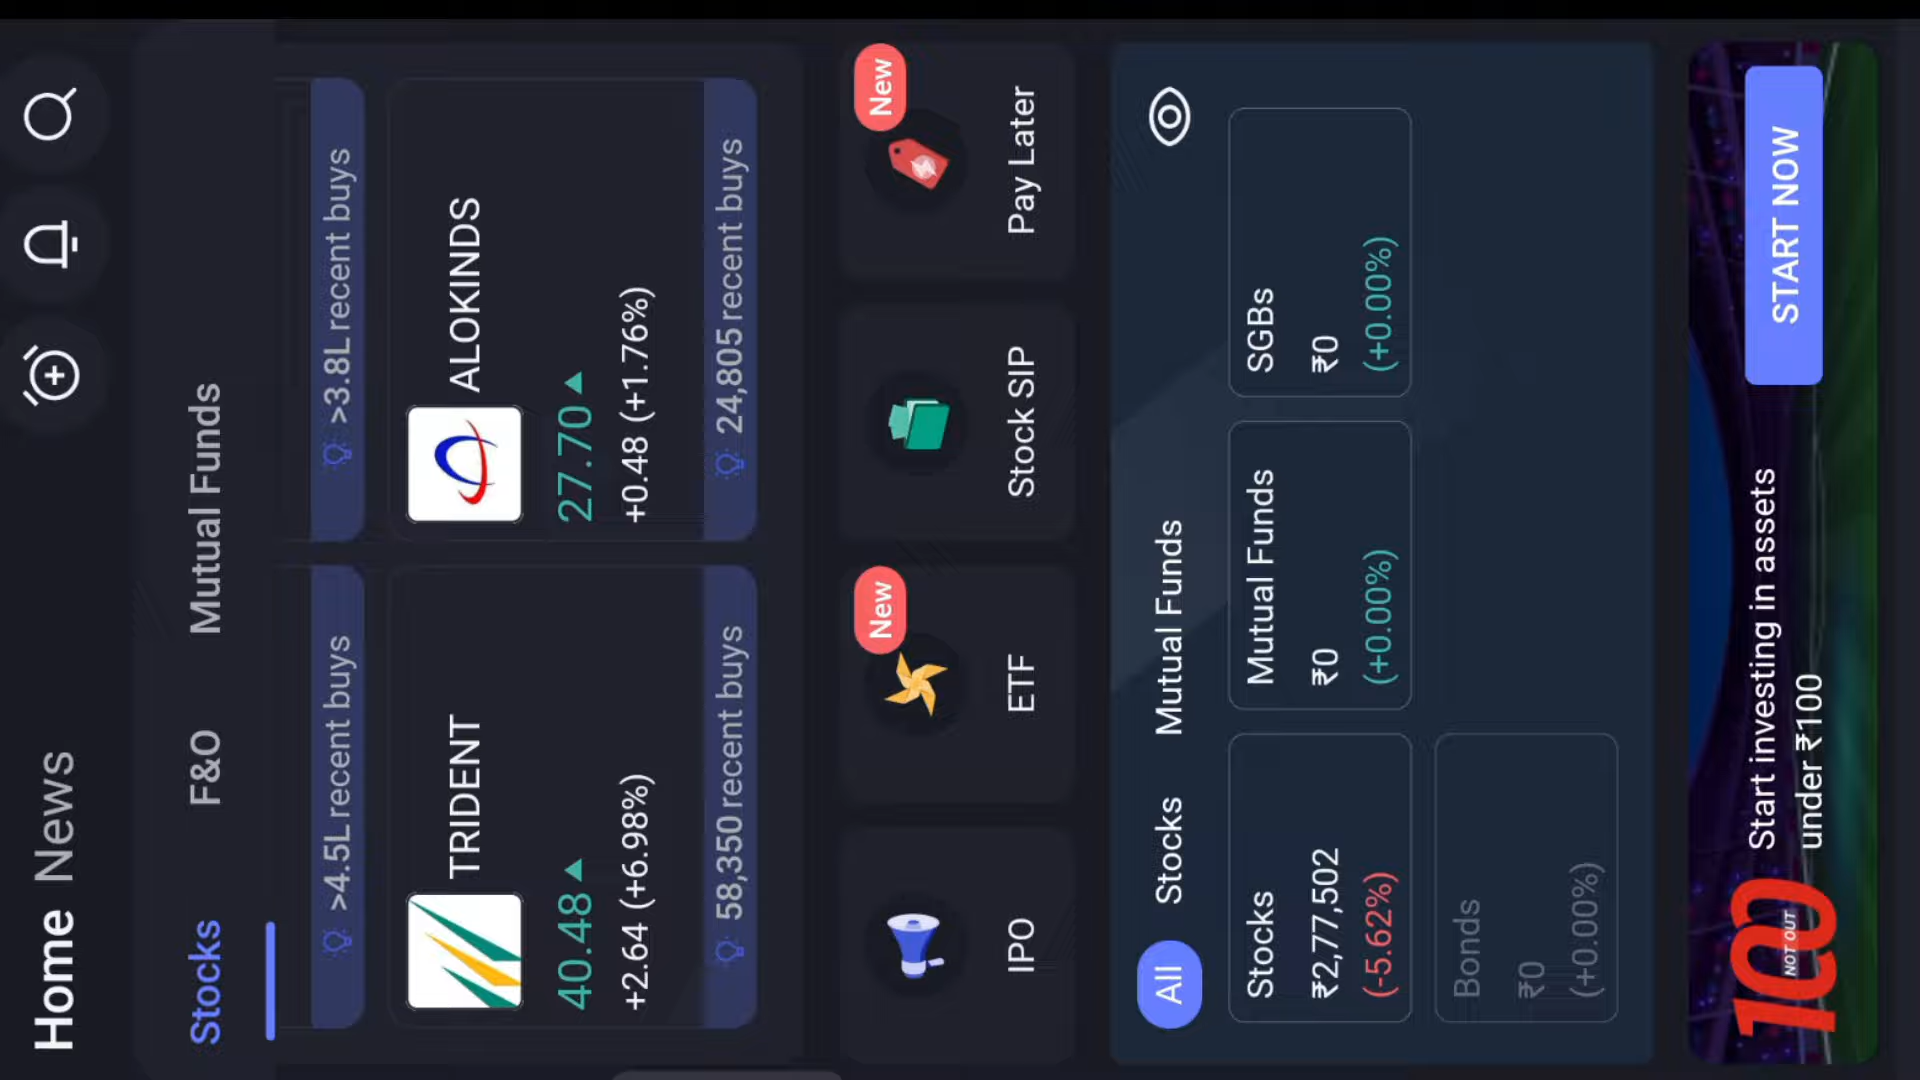 Home News
Stocks F&O Mutual Funds
>4.5L recent buys
>3.8L recent buys
TRIDENT
40.48
+2.64 (+6.98%)
58,350 recent buys
ALOKINDS
27.70
+0.48 (+1.76%)
24,805 recent buys
New
New
IPO
ETF
Stock SIP
Pay Later
All Stocks Mutual Funds
Stocks
₹2,777,502
(-5.62%)
Mutual Funds
₹0
(+0.00%)
SGBs
₹0
(+0.00%)
Bonds
₹0
(+0.00%)
100
NOT OUT
Start investing in assets
under ₹100
START NOW